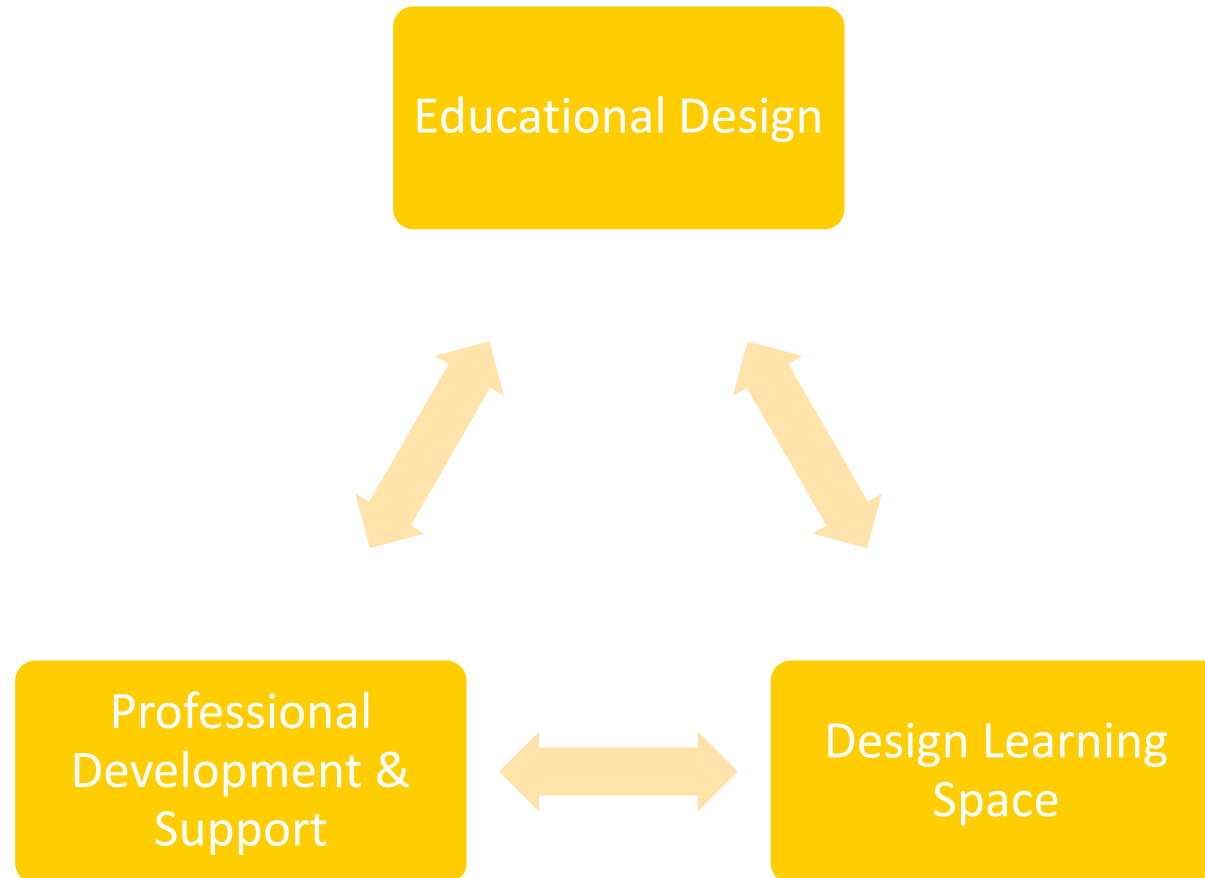 Educational Design
Professional
Development &
Support
Design Learning
Space